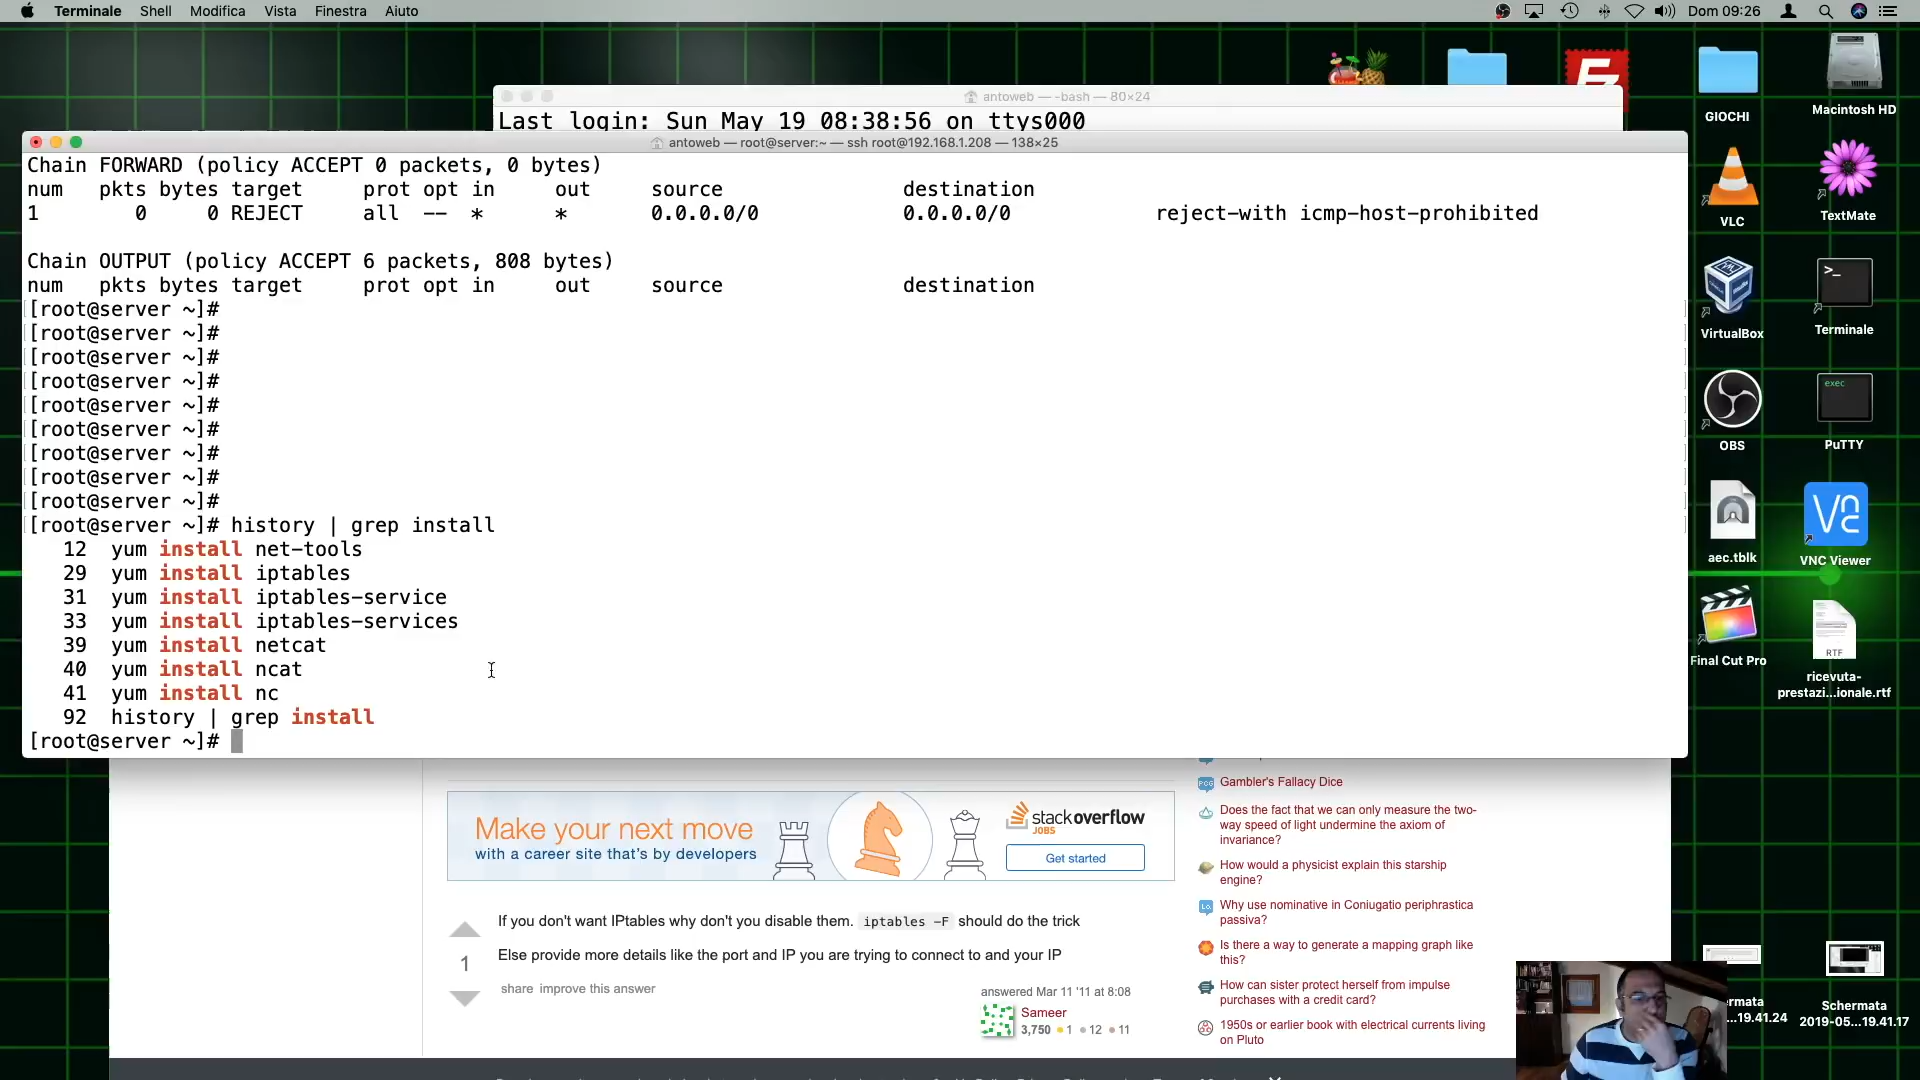 Terminale Shell Modifica Vista Finestra Aiuto
Dom 09:26
antoweb — -bash — 80×24
Last login: Sun May 19 08:38:56 on ttys000
antoweb — root@server:~ — ssh root@192.168.1.208 — 138×25
Chain FORWARD (policy ACCEPT 0 packets, 0 bytes)
num pkts bytes target prot opt in out source destination
1 0 0 REJECT all -- * * 0.0.0.0/0 0.0.0.0/0 reject-with icmp-host-prohibited
Chain OUTPUT (policy ACCEPT 6 packets, 808 bytes)
num pkts bytes target prot opt in out source destination
[root@server ~]#
[root@server ~]#
[root@server ~]#
[root@server ~]#
[root@server ~]#
[root@server ~]#
[root@server ~]#
[root@server ~]#
[root@server ~]#
[root@server ~]# history | grep install
12 yum install net-tools
29 yum install iptables
31 yum install iptables-service
33 yum install iptables-services
39 yum install netcat
40 yum install ncat
41 yum install nc
92 history | grep install
[root@server ~]#
GIOCHI
Macintosh HD
VLC
TextMate
VirtualBox
Terminale
exec
OBS
PuTTY
aec.tblk
VNC Viewer
Final Cut Pro
RTF
ricevuta-
prestazi...ionale.rtf
Make your next move
with a career site that's by developers
stackoverflow
JOBS
Get started
If you don't want IPtables why don't you disable them. iptables -F should do the trick
1
Else provide more details like the port and IP you are trying to connect to and your IP
share improve this answer
answered Mar 11 '11 at 8:08
Sameer
3,750 1 12 11
Gambler's Fallacy Dice
Does the fact that we can only measure the two-
way speed of light undermine the axiom of
invariance?
How would a physicist explain this starship
engine?
Why use nominative in Coniugatio periphrastica
passiva?
Is there a way to generate a mapping graph like
this?
How can sister protect herself from impulse
purchases with a credit card?
1950s or earlier book with electrical currents living
on Pluto
ermata
...19.41.24
Schermata
2019-05...19.41.17